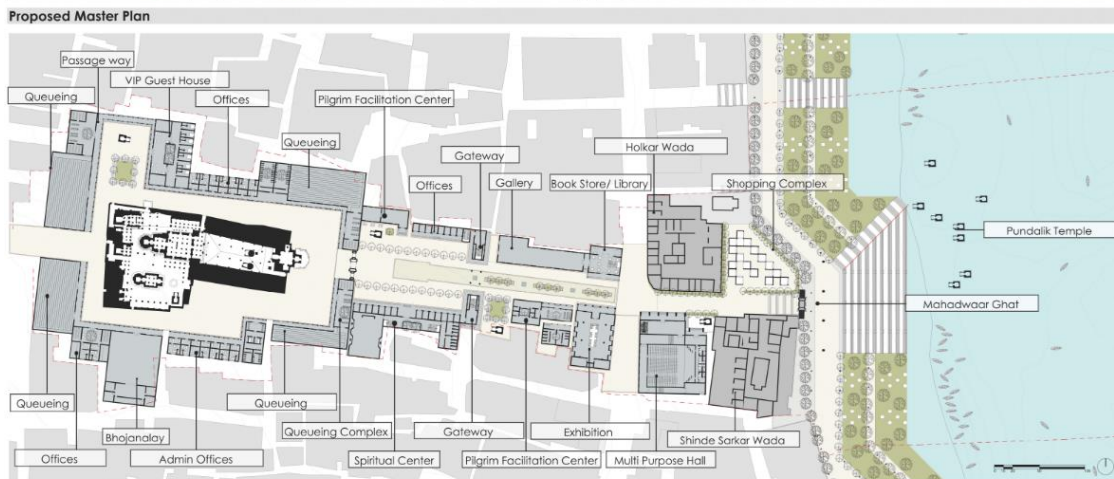 Proposed Master Plan
Passage way
VIP Guest House
Queueing
Offices
Pilgrim Facilitation Center
Queueing
Gateway
Offices
Gallery
Book Store/ Library
Holkar Wada
Shopping Complex
Pundalik Temple
Mahadwaar Ghat
Queueing
Bhojanalay
Offices
Admin Offices
Queueing
Queueing Complex
Spiritual Center
Gateway
Pilgrim Facilitation Center
Exhibition
Multi Purpose Hall
Shinde Sarkar Wada